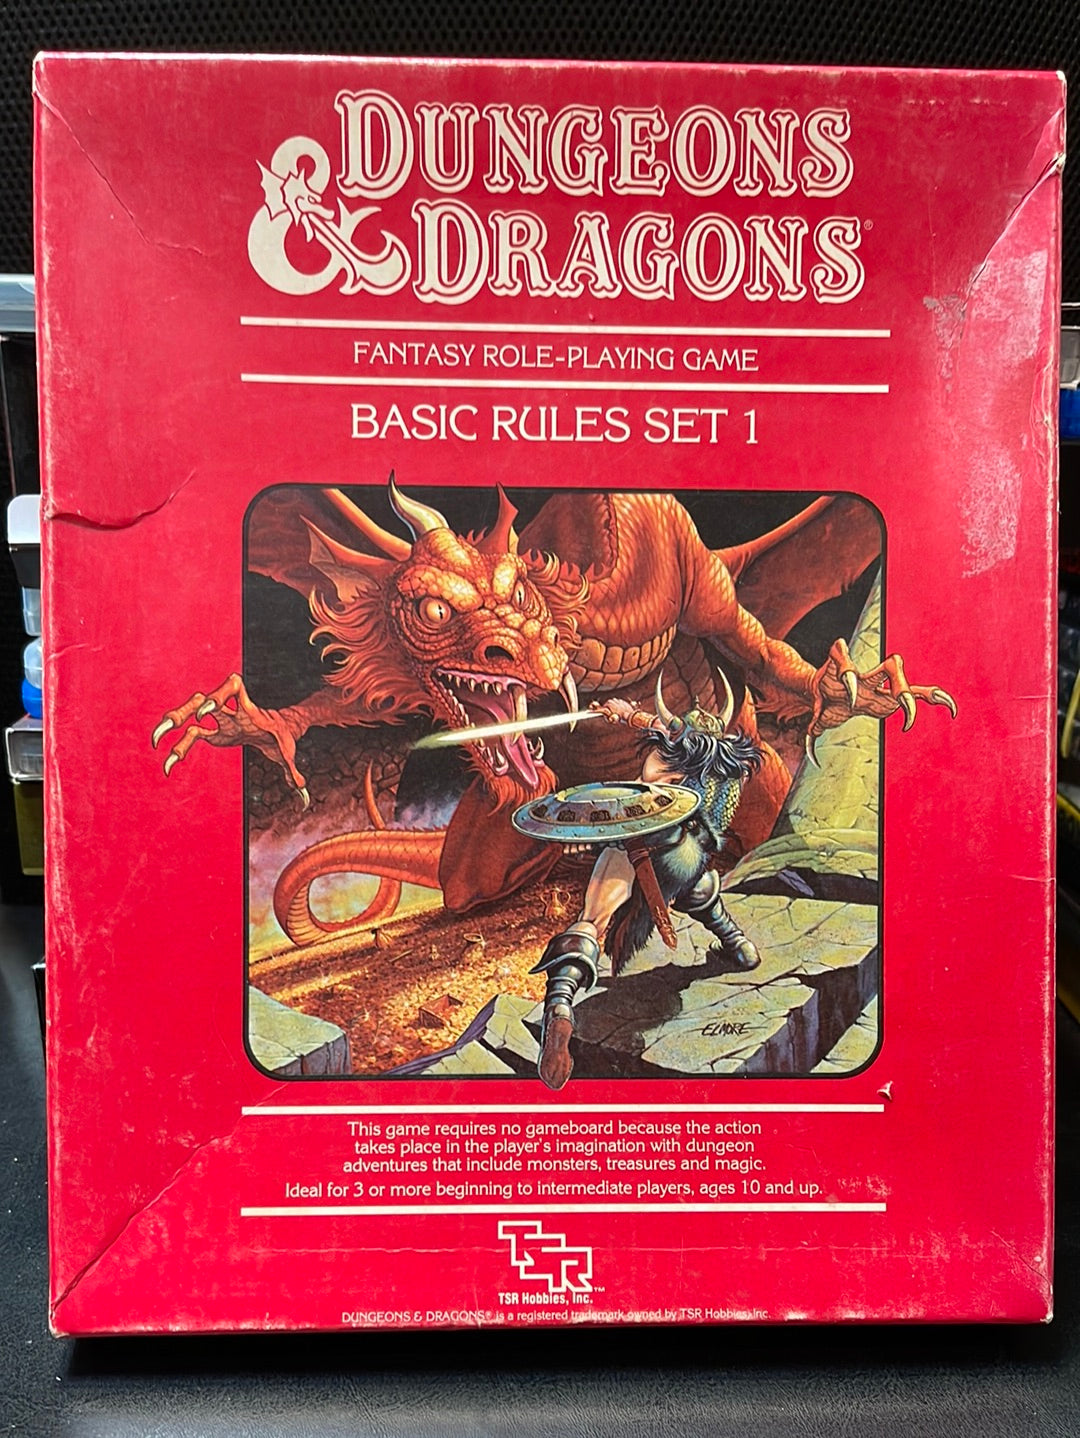 DUNGEONS
& DRAGONS®
FANTASY ROLE-PLAYING GAME
BASIC RULES SET 1
ELMORE
This game requires no gameboard because the action
takes place in the player's imagination with dungeon
adventures that include monsters, treasures and magic.
Ideal for 3 or more beginning to intermediate players, ages 10 and up.
TSR™
TSR Hobbies, Inc.
DUNGEONS & DRAGONS® is a registered trademark owned by TSR Hobbies, Inc.